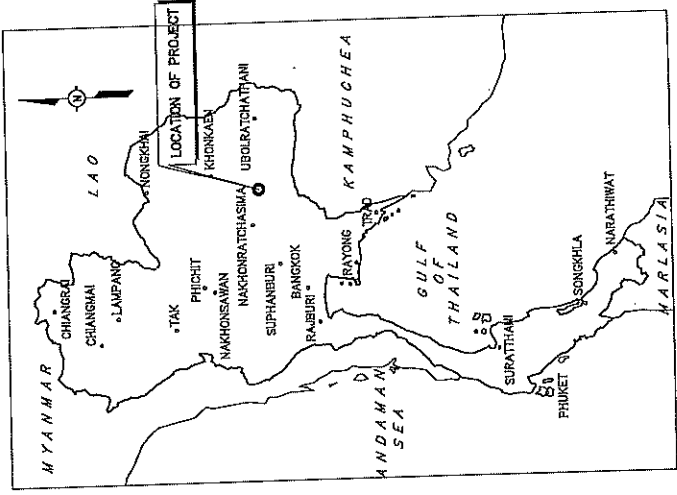 LOCATION OF PROJECT
N
MYANMAR
LAO
CHIANGRAI
CHIANGMAI
LAMPANG
NONGKHAI
TAK
PHICHIT
KHONKAEN
NAKHONSAWAN
NAKHONRATCHASIMA
UBOLRATCHATHANI
SUPHANBURI
BANGKOK
RAJBURI
RAYONG
TRAD
KAMPHUCHEA
GULF
OF
THAILAND
ANDAMAN
SEA
SURATTHANI
PHUKET
SONGKHLA
NARATHIWAT
MARLASIA